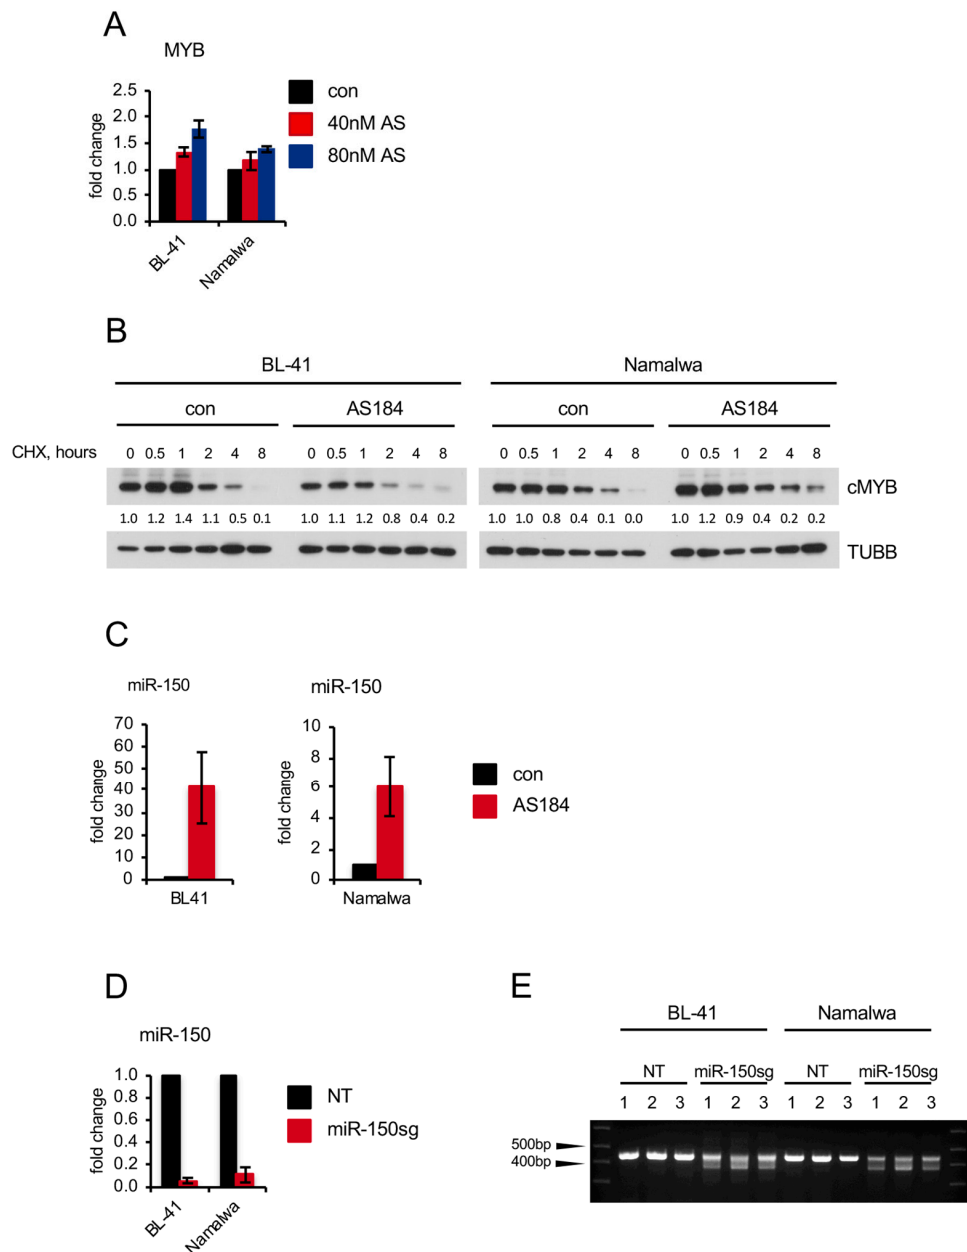 A
MYB
fold change
2.5
2.0
1.5
1.0
0.5
0.0
BL-41
Namalwa
con
40nM AS
80nM AS
B
BL-41 Namalwa
con AS184 con AS184
CHX, hours 0 0.5 1 2 4 8 0 0.5 1 2 4 8 0 0.5 1 2 4 8 0 0.5 1 2 4 8
cMYB
1.0 1.2 1.4 1.1 0.5 0.1 1.0 1.1 1.2 0.8 0.4 0.2 1.0 1.0 0.8 0.4 0.1 0.0 1.0 1.2 0.9 0.4 0.2 0.2
TUBB
C
miR-150
fold change
70
60
50
40
30
20
10
0
BL41
miR-150
fold change
10
8
6
4
2
0
Namalwa
con
AS184
D
miR-150
fold change
1.0
0.8
0.6
0.4
0.2
0.0
BL-41
Namalwa
NT
miR-150sg
E
BL-41 Namalwa
NT miR-150sg NT miR-150sg
1 2 3 1 2 3 1 2 3 1 2 3
500bp
400bp